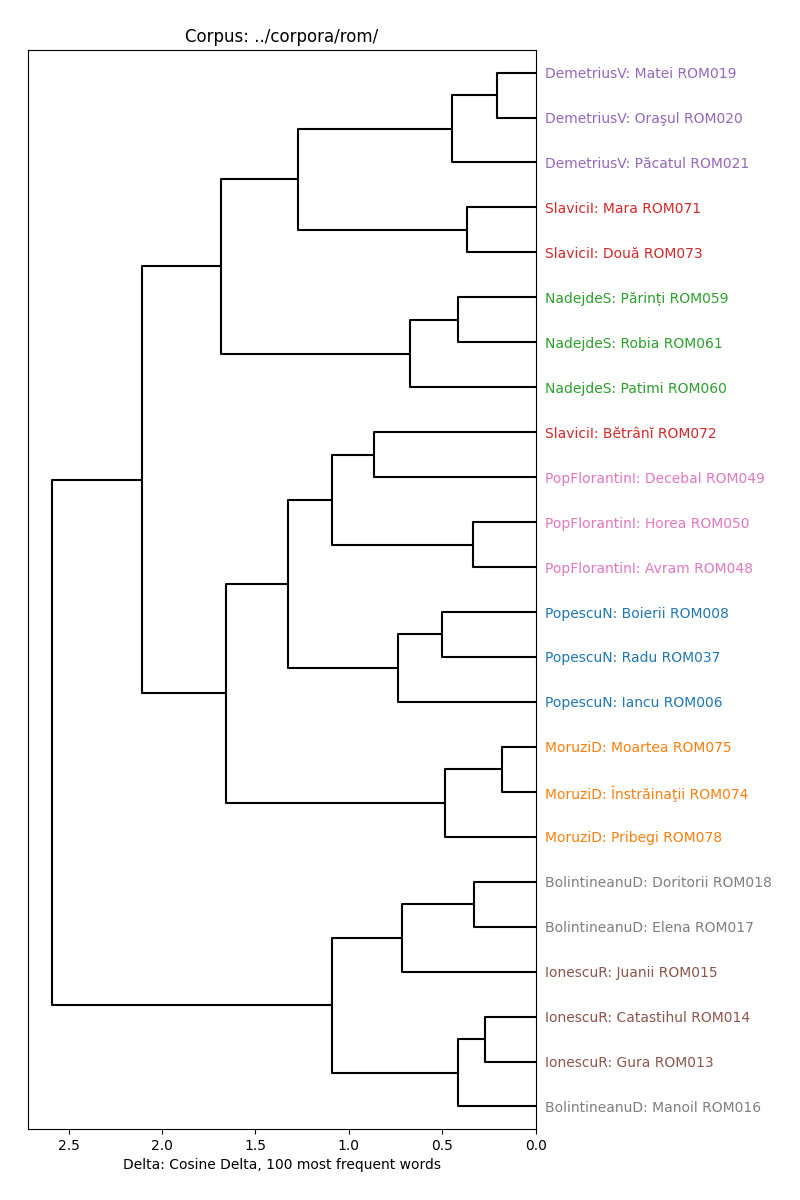 Corpus: ../corpora/rom/
DemetriusV: Matei ROM019
DemetriusV: Oraşul ROM020
DemetriusV: Păcatul ROM021
SlaviciI: Mara ROM071
SlaviciI: Două ROM073
NadejdeS: Părinți ROM059
NadejdeS: Robia ROM061
NadejdeS: Patimi ROM060
SlaviciI: Bĕtrânĭ ROM072
PopFlorantinI: Decebal ROM049
PopFlorantinI: Horea ROM050
PopFlorantinI: Avram ROM048
PopescuN: Boierii ROM008
PopescuN: Radu ROM037
PopescuN: Iancu ROM006
MoruziD: Moartea ROM075
MoruziD: Înstrăinaţii ROM074
MoruziD: Pribegi ROM078
BolintineanuD: Doritorii ROM018
BolintineanuD: Elena ROM017
IonescuR: Juanii ROM015
IonescuR: Catastihul ROM014
IonescuR: Gura ROM013
BolintineanuD: Manoil ROM016
2.5 2.0 1.5 1.0 0.5 0.0
Delta: Cosine Delta, 100 most frequent words